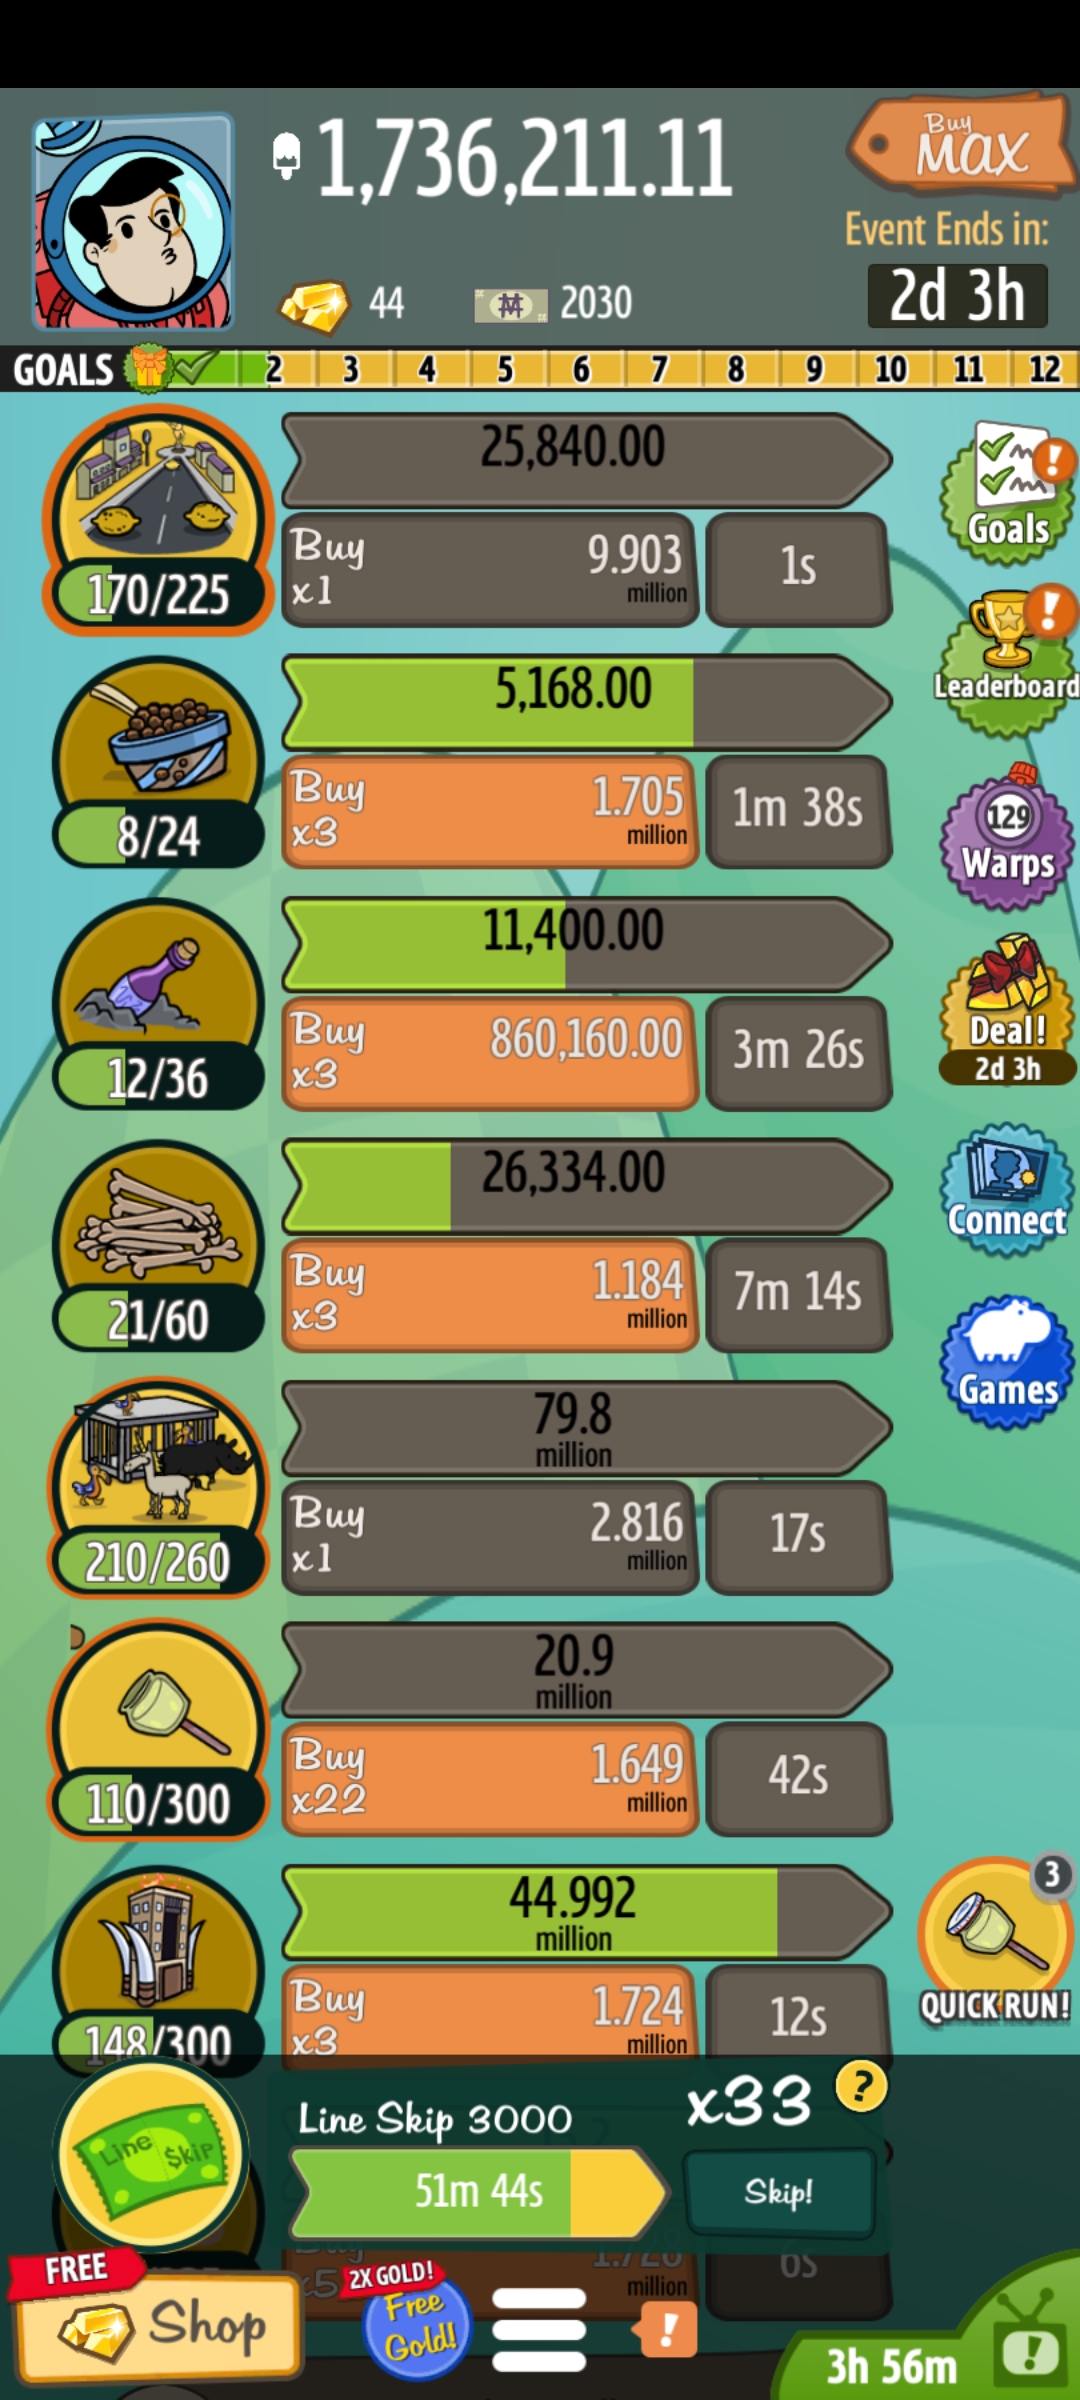 1,736,211.11
Buy
MAX
Event Ends in:
2d 3h
44
2030
GOALS 2 3 4 5 6 7 8 9 10 11 12
25,840.00
Buy x1 9.903 million
1s
170/225
Goals
5,168.00
Leaderboard
Buy x3 1.705 million
1m 38s
8/24
129
Warps
11,400.00
Buy x3 860,160.00
3m 26s
12/36
Deal!
2d 3h
26,334.00
Buy x3 1.184 million
7m 14s
21/60
Connect
Games
79.8
million
Buy x1 2.816 million
17s
210/260
20.9
million
Buy x22 1.649 million
42s
110/300
44.992
million
3
QUICK RUN!
Buy x3 1.724 million
12s
148/300
Line Skip 3000
x33
?
Line Skip
51m 44s
Skip!
1.728
million
6s
FREE
Shop
2X GOLD!
Free
Gold!
!
3h 56m